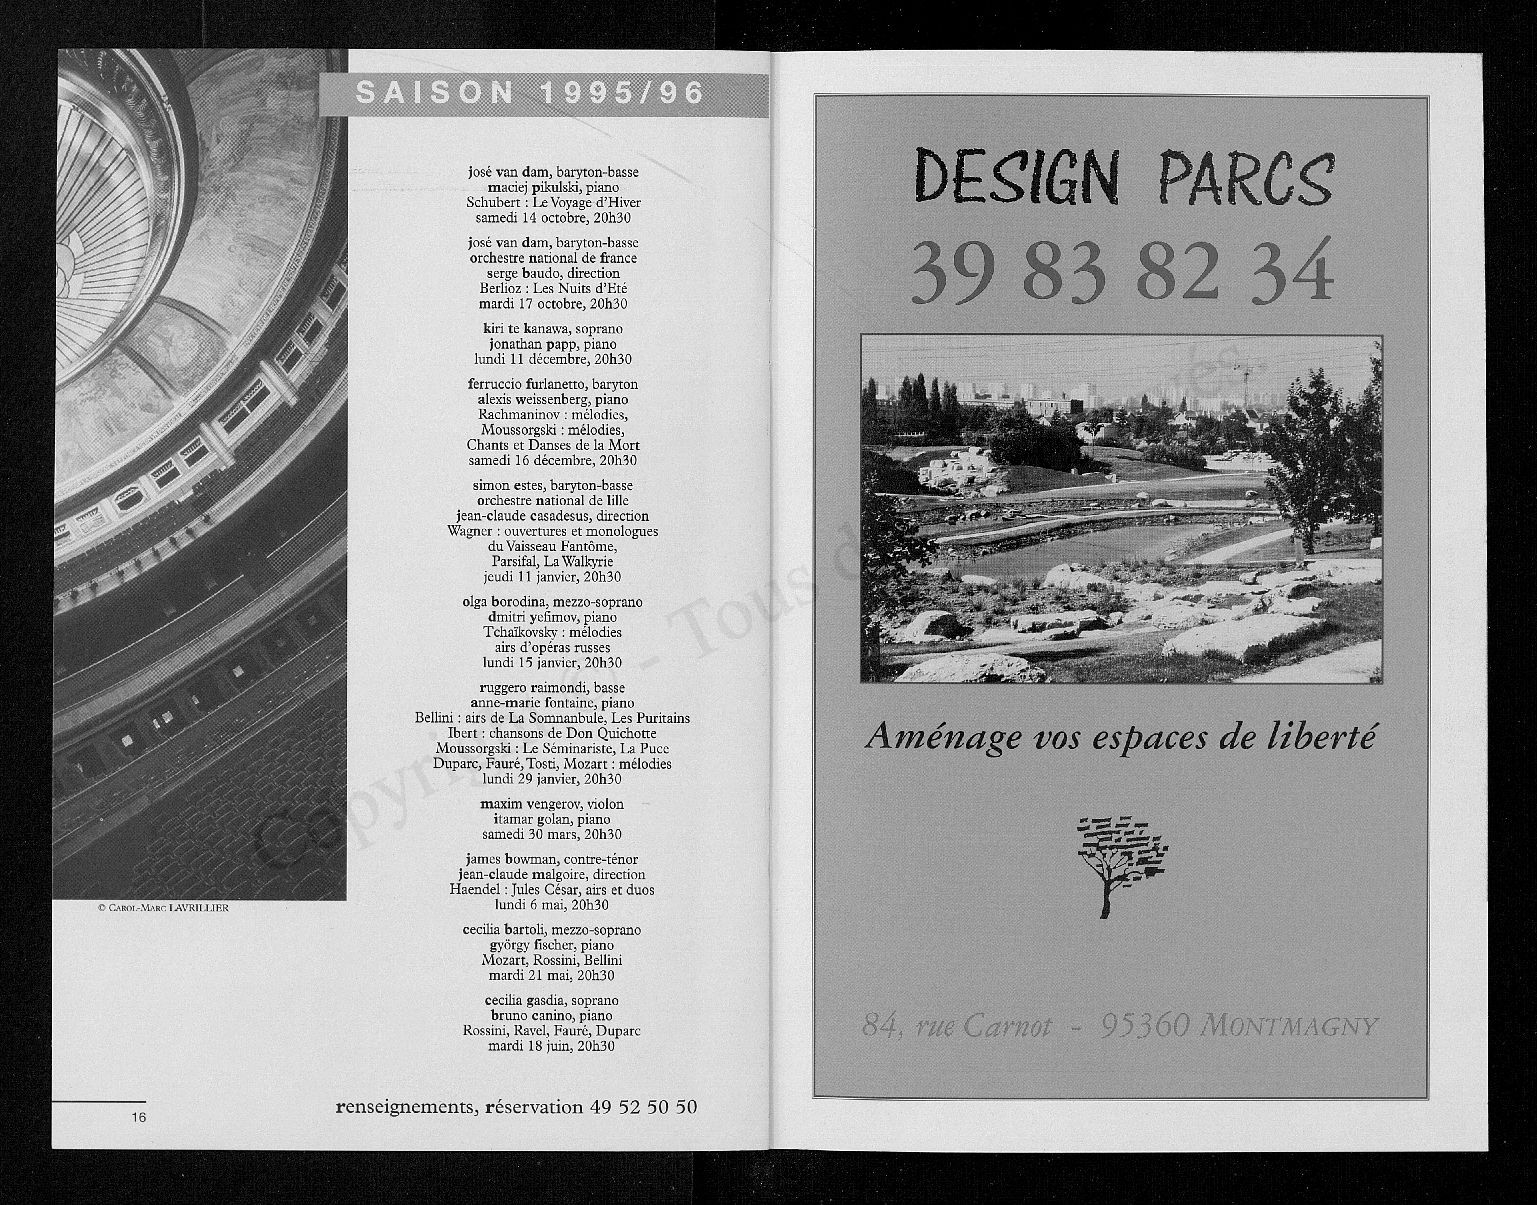 SAISON 1995/96
josé van dam, baryton-basse
maciej pikulski, piano
Schubert : Le Voyage d'Hiver
samedi 14 octobre, 20h30
josé van dam, baryton-basse
orchestre national de france
serge baudo, direction
Berlioz : Les Nuits d'Eté
mardi 17 octobre, 20h30
kiri te kanawa, soprano
jonathan papp, piano
lundi 11 décembre, 20h30
ferruccio furlanetto, baryton
alexis weissenberg, piano
Rachmaninov : mélodies,
Moussorgski : mélodies,
Chants et Danses de la Mort
samedi 16 décembre, 20h30
simon estes, baryton-basse
orchestre national de lille
jean-claude casadesus, direction
Wagner : ouvertures et monologues
du Vaisseau Fantôme,
Parsifal, La Walkyrie
jeudi 11 janvier, 20h30
olga borodina, mezzo-soprano
dmitri yefimov, piano
Tchaïkovsky : mélodies
airs d'opéras russes
lundi 15 janvier, 20h30
ruggero raimondi, basse
anne-marie fontaine, piano
Bellini : airs de La Somnanbule, Les Puritains
Ibert : chansons de Don Quichotte
Moussorgski : Le Séminariste, La Puce
Duparc, Fauré, Tosti, Mozart : mélodies
lundi 29 janvier, 20h30
maxim vengerov, violon
itamar golan, piano
samedi 30 mars, 20h30
james bowman, contre-ténor
jean-claude malgoire, direction
Haendel : Jules César, airs et duos
lundi 6 mai, 20h30
cecilia bartoli, mezzo-soprano
györgy fischer, piano
Mozart, Rossini, Bellini
mardi 21 mai, 20h30
cecilia gasdia, soprano
bruno canino, piano
Rossini, Ravel, Fauré, Duparc
mardi 18 juin, 20h30
© CAROL-MARC LAVRILLIER
renseignements, réservation 49 52 50 50
16
DESIGN PARCS
39 83 82 34
Aménage vos espaces de liberté
84, rue Carnot - 95360 MONTMAGNY